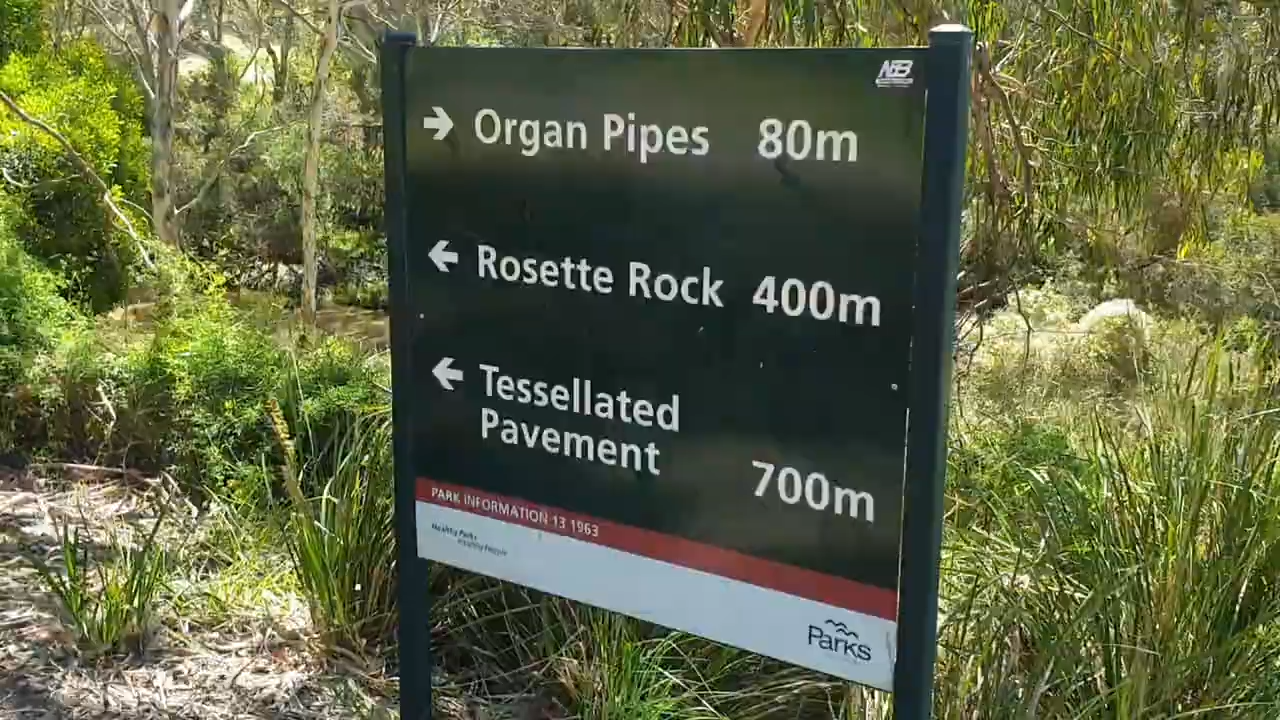 → Organ Pipes 80m
← Rosette Rock 400m
← Tessellated
Pavement 700m
PARK INFORMATION 13 1963
Healthy Parks
Healthy People
Parks